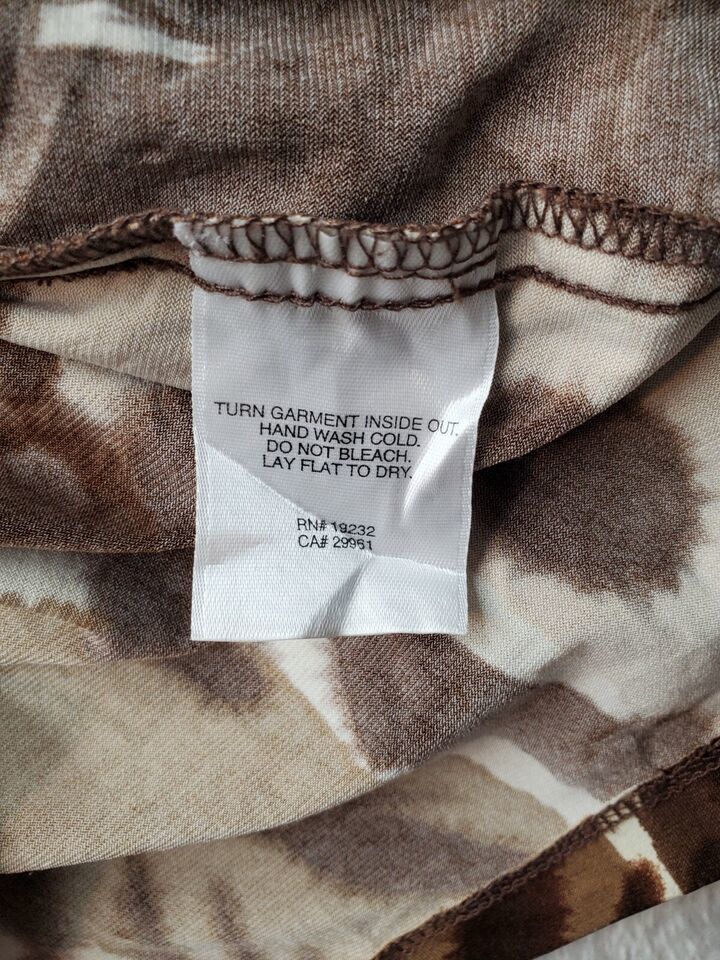 TURN GARMENT INSIDE OUT.
HAND WASH COLD.
DO NOT BLEACH.
LAY FLAT TO DRY.
RN# 19232
CA# 29961